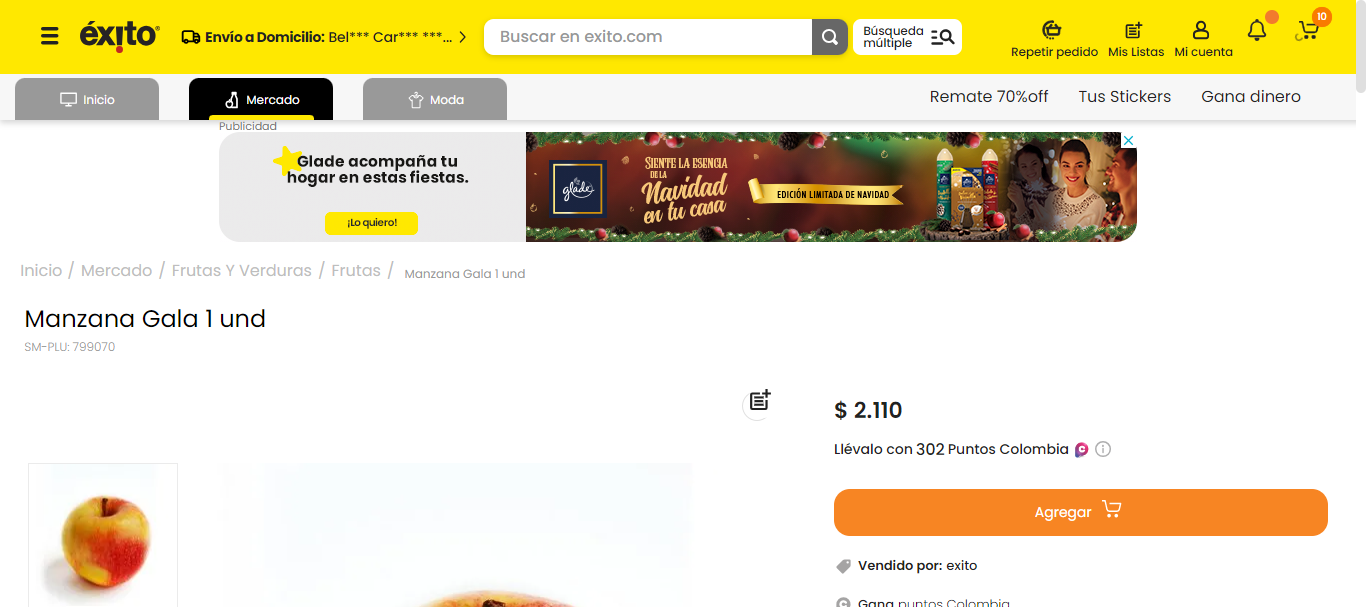 éxito
Envío a Domicilio: Bel*** Car*** ***...
Buscar en exito.com
Búsqueda
múltiple
Repetir pedido
Mis Listas
Mi cuenta
10
Inicio
Mercado
Moda
Remate 70%off
Tus Stickers
Gana dinero
Publicidad
Glade acompaña tu
hogar en estas fiestas.
¡Lo quiero!
glade
SIENTE LA ESENCIA
DE LA
Navidad
en tu casa
EDICIÓN LIMITADA DE NAVIDAD
Inicio / Mercado / Frutas Y Verduras / Frutas / Manzana Gala 1 und
Manzana Gala 1 und
SM-PLU: 799070
$ 2.110
Llévalo con 302 Puntos Colombia
Agregar
Vendido por: exito
Gana puntos Colombia